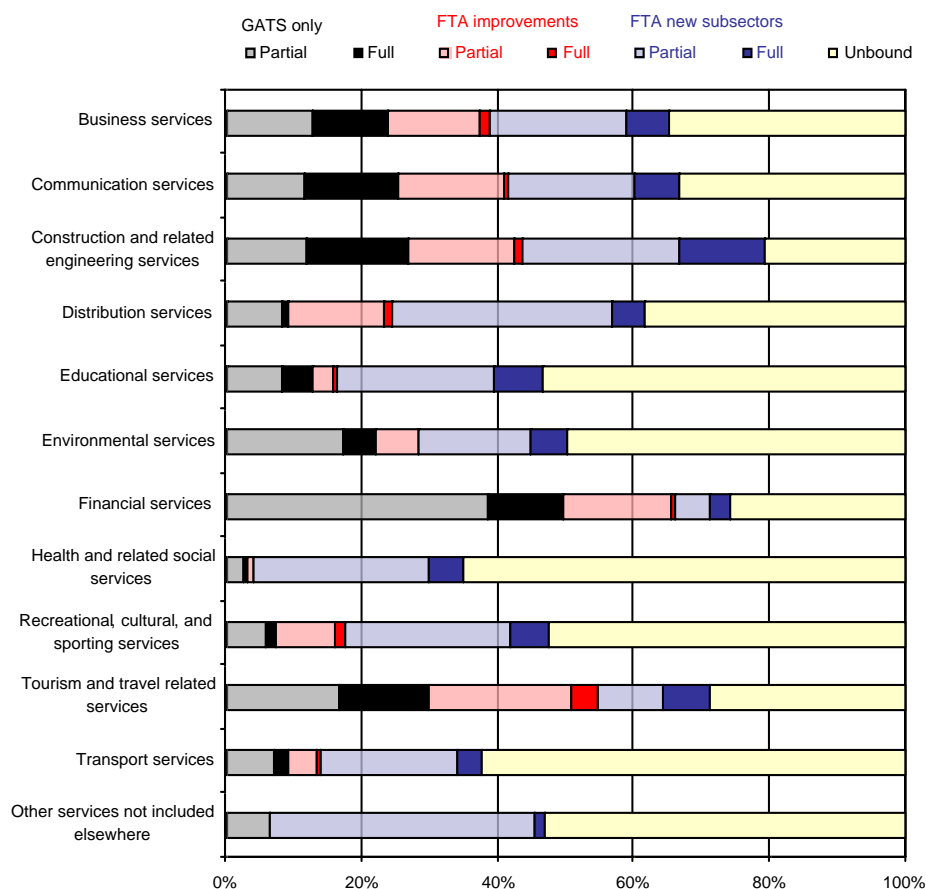 GATS only FTA improvements FTA new subsectors
Partial Full Partial Full Partial Full Unbound
Business services
Communication services
Construction and related
engineering services
Distribution services
Educational services
Environmental services
Financial services
Health and related social
services
Recreational, cultural, and
sporting services
Tourism and travel related
services
Transport services
Other services not included
elsewhere
0% 20% 40% 60% 80% 100%